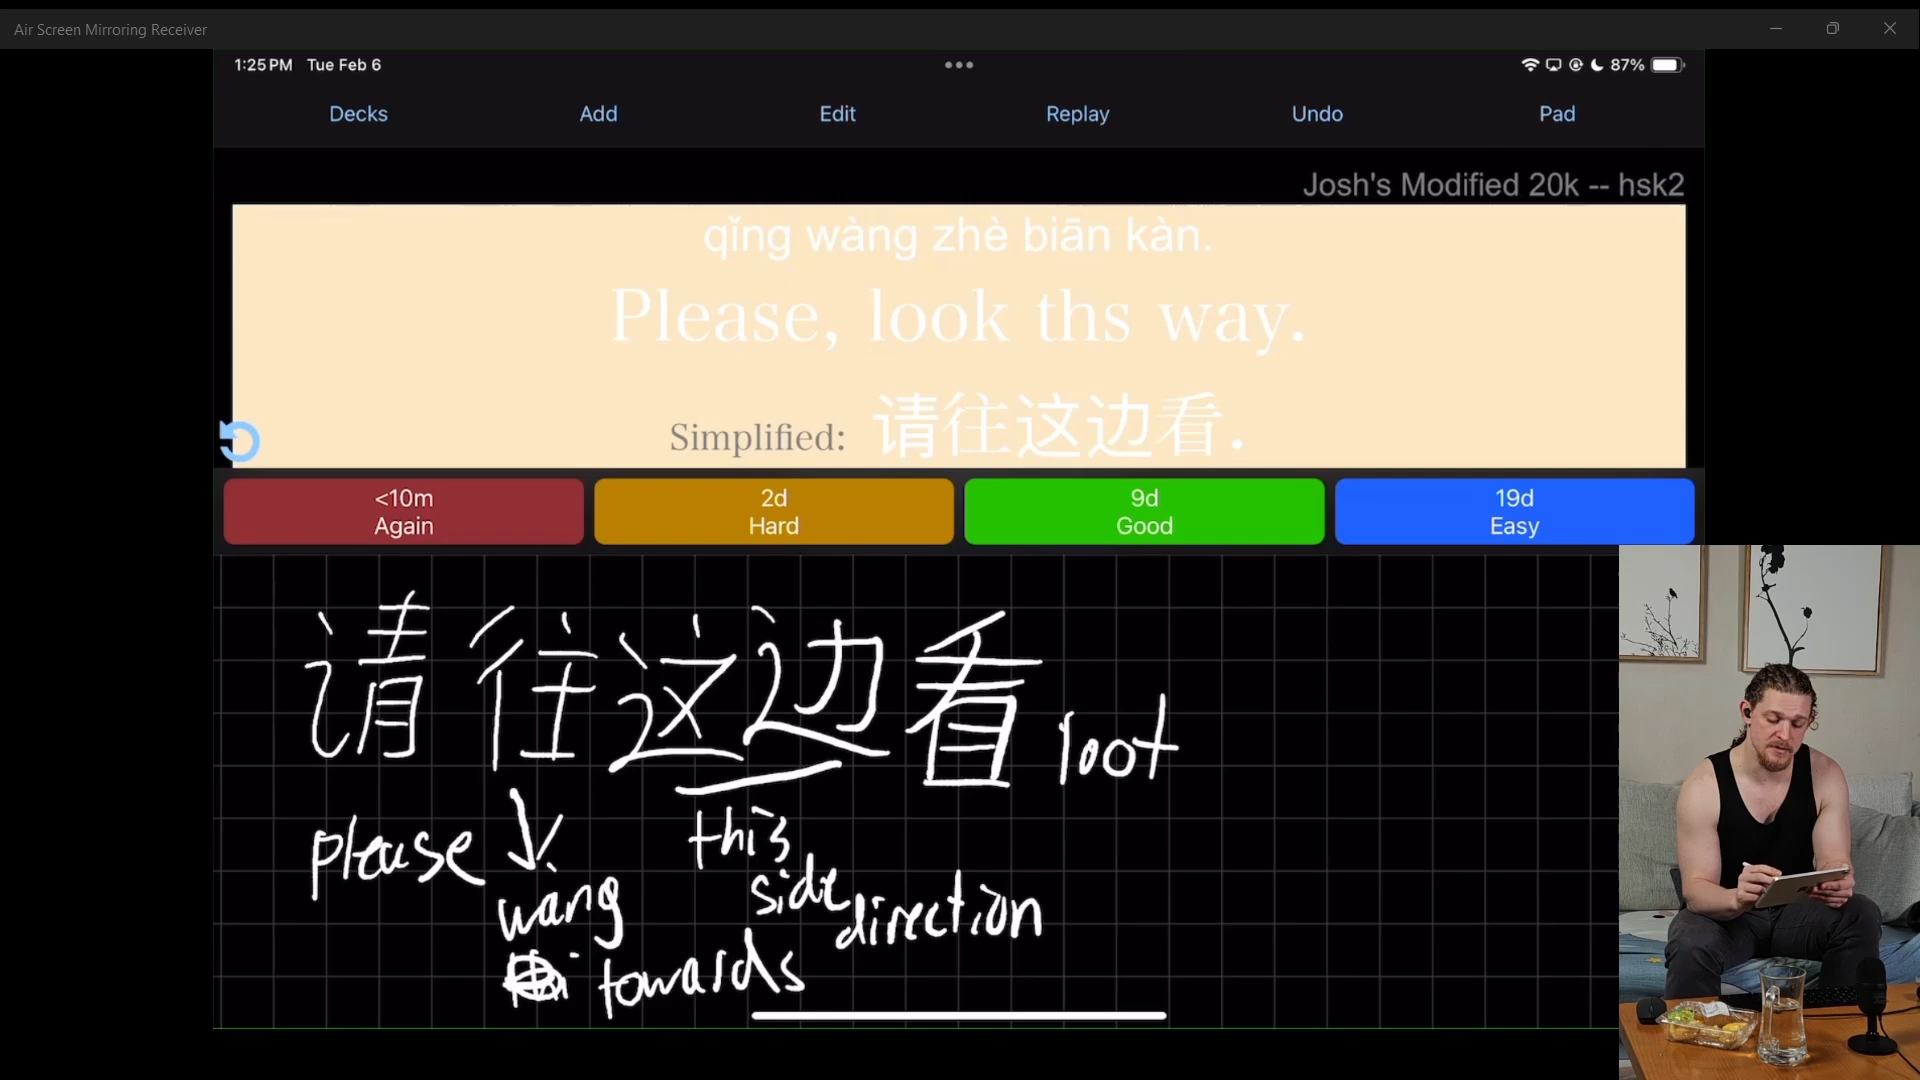 Air Screen Mirroring Receiver
1:25 PM Tue Feb 6
87%
Decks Add Edit Replay Undo Pad
Josh's Modified 20k -- hsk2
qǐng wàng zhè biān kàn.
Please, look ths way.
Simplified: 请往这边看.
<10m 2d 9d 19d
Again Hard Good Easy
请往这边看 loot
please this
wang side direction
towards